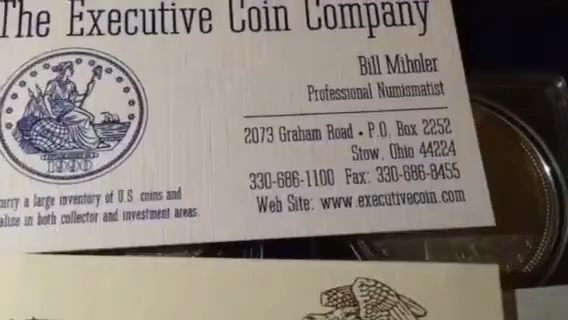 The Executive Coin Company
Bill Miholer
Professional Numismatist
2073 Graham Road • P.O. Box 2252
Stow, Ohio 44224
330-686-1100 Fax: 330-686-8455
Web Site: www.executivecoin.com
carry a large inventory of U.S. coins and
alize in both collector and investment areas.